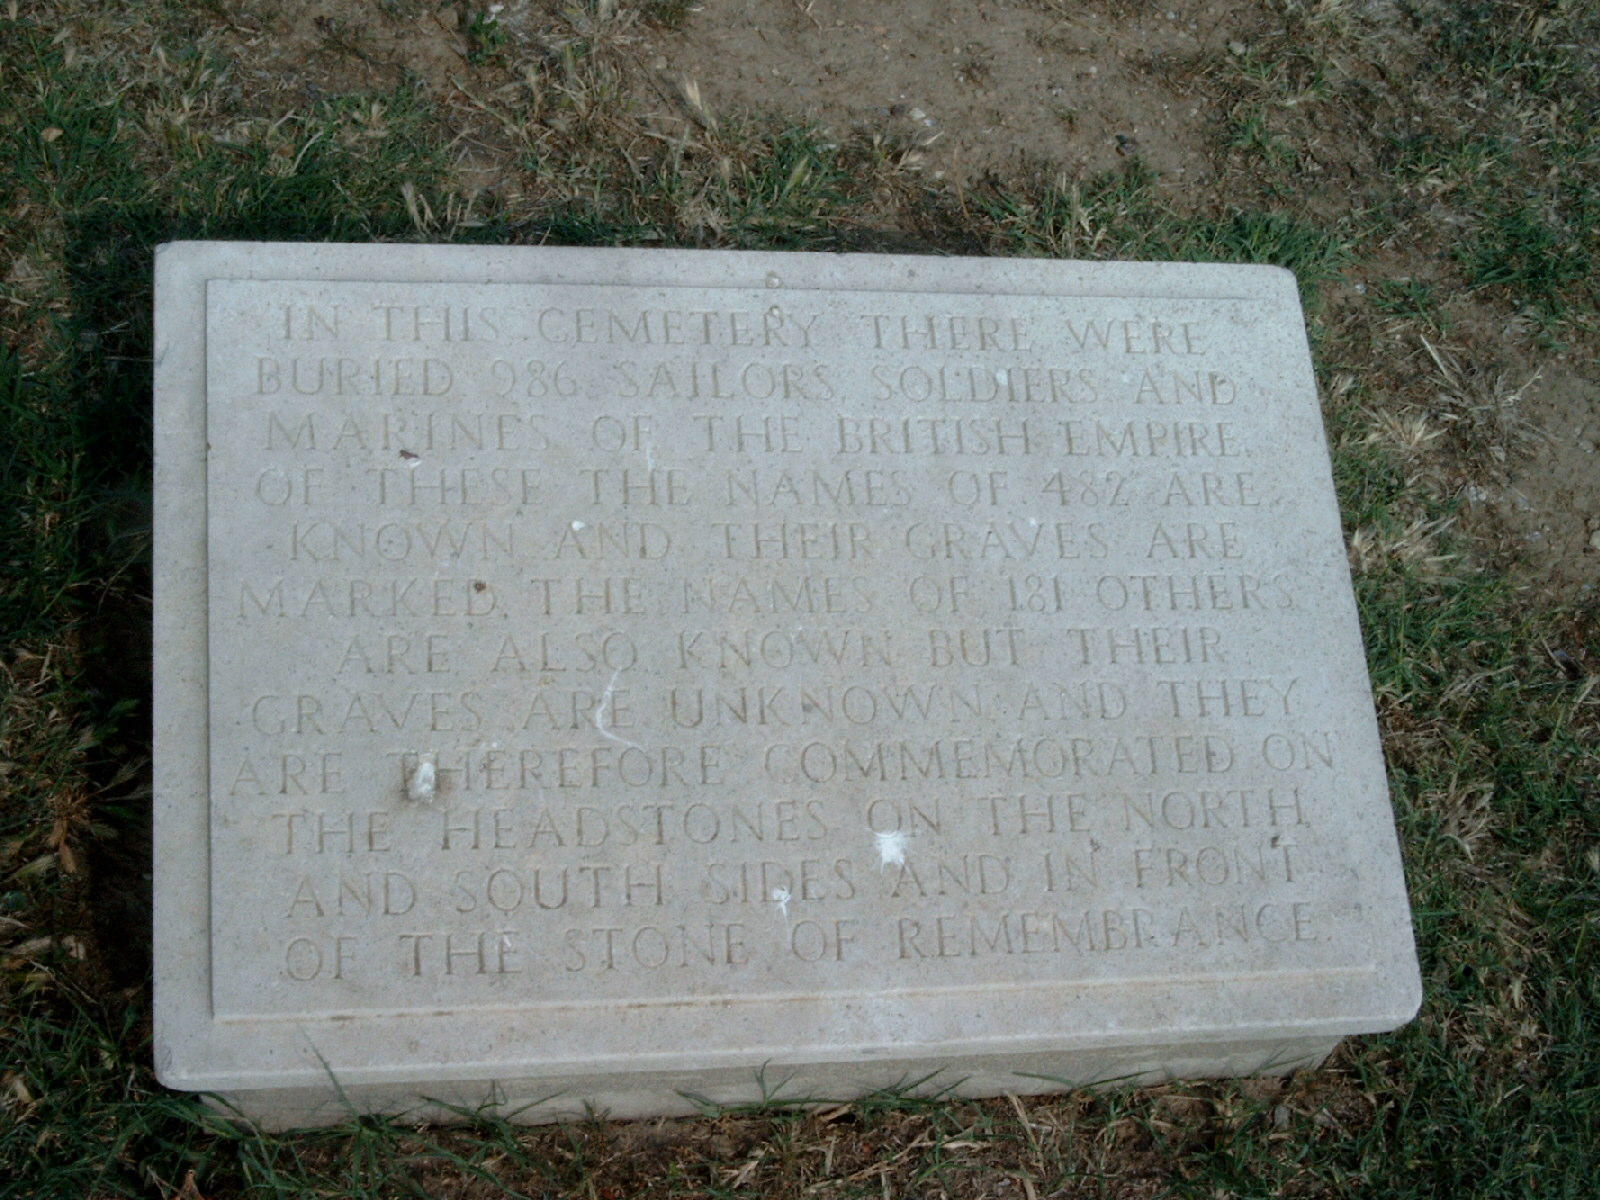 IN THIS CEMETERY THERE WERE
BURIED 986 SAILORS, SOLDIERS AND
MARINES OF THE BRITISH EMPIRE.
OF THESE THE NAMES OF 482 ARE
KNOWN AND THEIR GRAVES ARE
MARKED. THE NAMES OF 181 OTHERS
ARE ALSO KNOWN BUT THEIR
GRAVES ARE UNKNOWN AND THEY
ARE THEREFORE COMMEMORATED ON
THE HEADSTONES ON THE NORTH
AND SOUTH SIDES AND IN FRONT
OF THE STONE OF REMEMBRANCE.